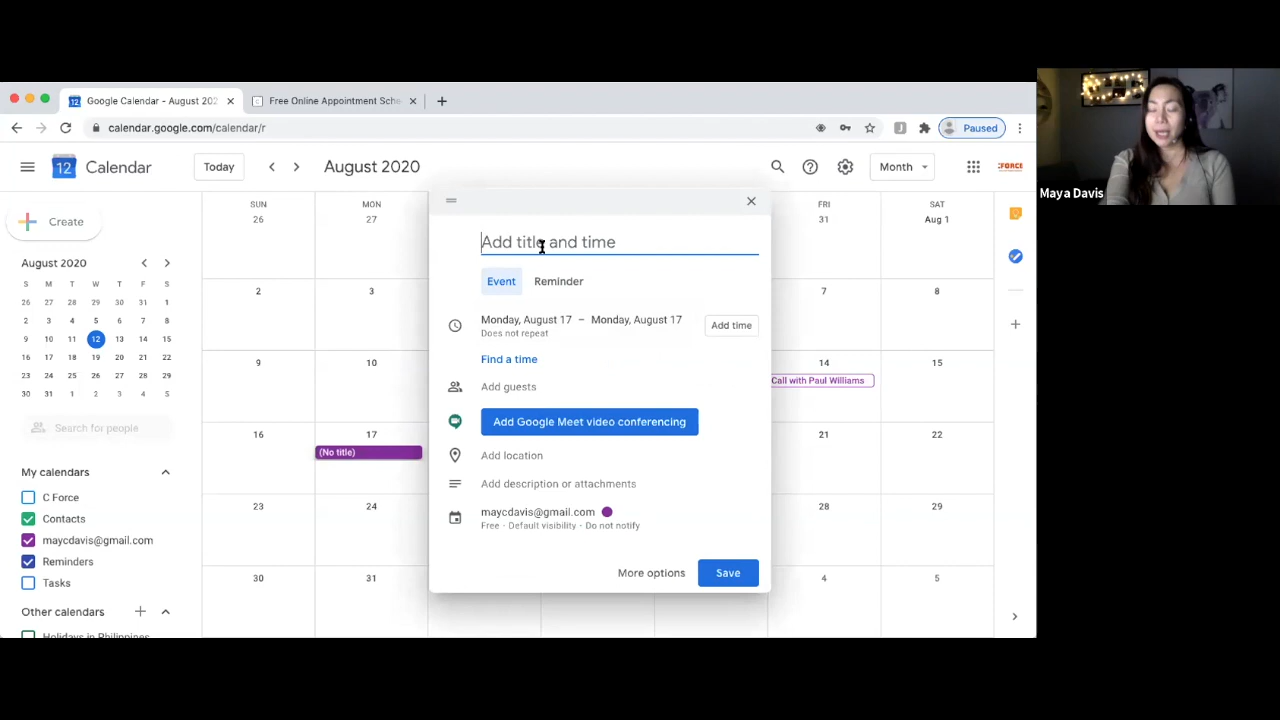 Google Calendar - August 202
Free Online Appointment Sche
calendar.google.com/calendar/r
Paused
12
Calendar
Today
August 2020
Month
C FORCE
Maya Davis
Create
August 2020
S M T W T F S
26 27 28 29 30 31 1
2 3 4 5 6 7 8
9 10 11 12 13 14 15
16 17 18 19 20 21 22
23 24 25 26 27 28 29
30 31 1 2 3 4 5
Search for people
My calendars
C Force
Contacts
maycdavis@gmail.com
Reminders
Tasks
Other calendars
Holidays in Philippines
SUN MON FRI SAT
26 27 31 Aug 1
2 3 7 8
9 10 14 15
Call with Paul Williams
16 17 21 22
(No title)
23 24 28 29
30 31 4 5
Add title and time
Event Reminder
Monday, August 17 – Monday, August 17
Does not repeat
Add time
Find a time
Add guests
Add Google Meet video conferencing
Add location
Add description or attachments
maycdavis@gmail.com
Free · Default visibility · Do not notify
More options
Save